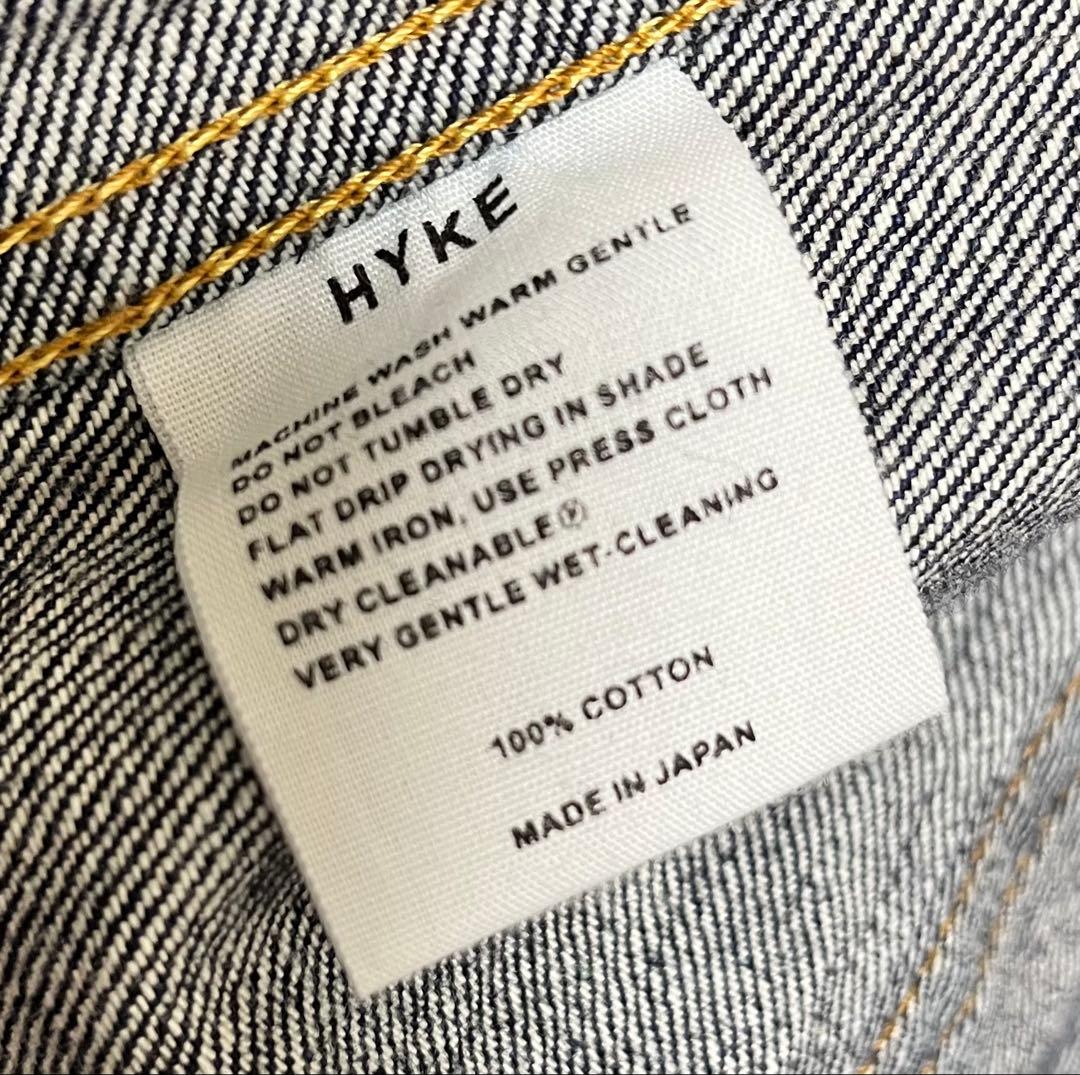 HYKE
MACHINE WASH WARM GENTLE
DO NOT BLEACH
DO NOT TUMBLE DRY
FLAT DRIP DRYING IN SHADE
WARM IRON, USE PRESS CLOTH
DRY CLEANABLEⓅ
VERY GENTLE WET-CLEANING
100% COTTON
MADE IN JAPAN